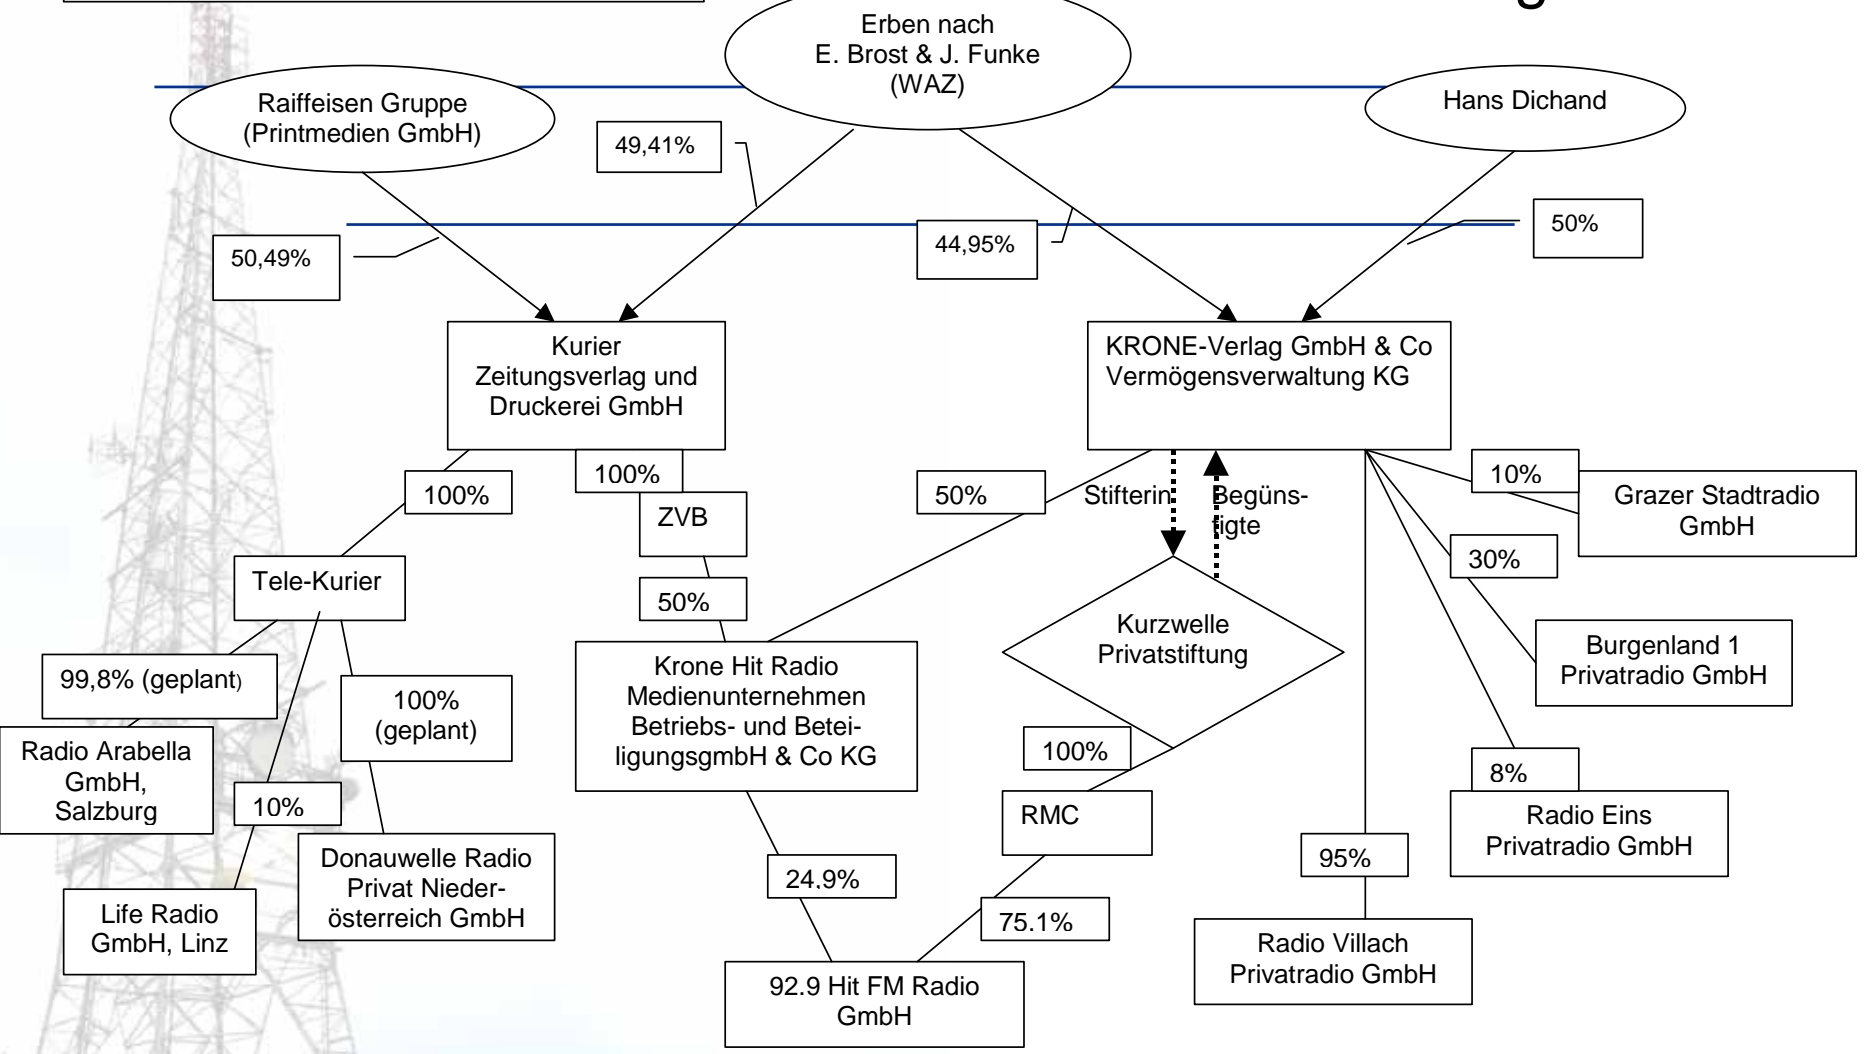 Erben nach
E. Brost & J. Funke
(WAZ)
Raiffeisen Gruppe
(Printmedien GmbH)
Hans Dichand
49,41%
50,49%
44,95%
50%
Kurier
Zeitungsverlag und
Druckerei GmbH
KRONE-Verlag GmbH & Co
Vermögensverwaltung KG
100%
100%
ZVB
50%
50%
Stifterin
Begüns-
tigte
10%
Grazer Stadtradio
GmbH
30%
Tele-Kurier
Kurzwelle
Privatstiftung
Burgenland 1
Privatradio GmbH
99,8% (geplant)
100%
(geplant)
Krone Hit Radio
Medienunternehmen
Betriebs- und Betei-
ligungsgmbH & Co KG
100%
8%
Radio Arabella
GmbH,
Salzburg
10%
RMC
Radio Eins
Privatradio GmbH
Donauwelle Radio
Privat Nieder-
österreich GmbH
24.9%
95%
75.1%
Life Radio
GmbH, Linz
Radio Villach
Privatradio GmbH
92.9 Hit FM Radio
GmbH